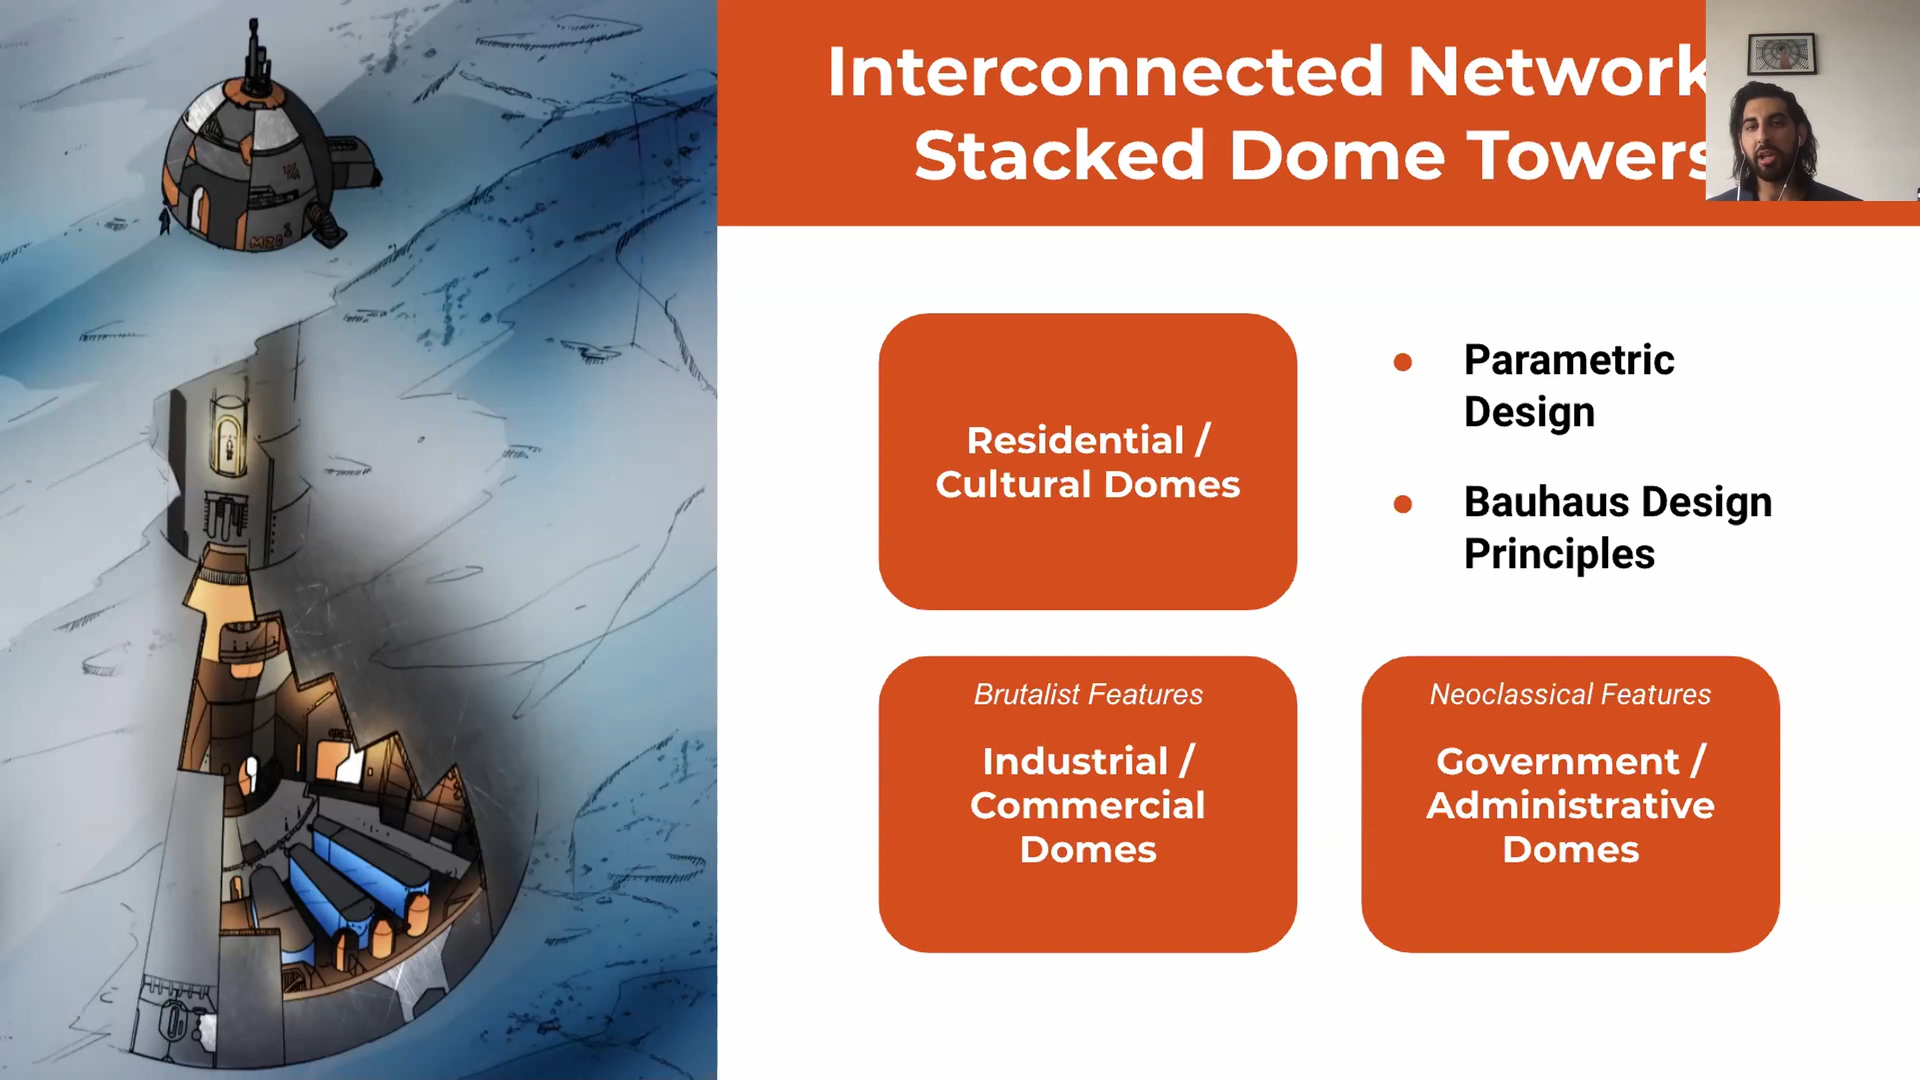 Interconnected Network
Stacked Dome Towers
Residential /
Cultural Domes
Parametric
Design
Bauhaus Design
Principles
Brutalist Features
Industrial /
Commercial
Domes
Neoclassical Features
Government /
Administrative
Domes